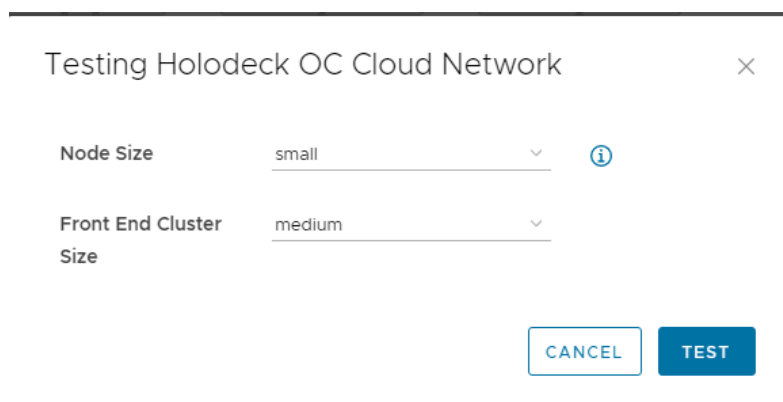 Testing Holodeck OC Cloud Network
Node Size small
Front End Cluster medium
Size
CANCEL TEST